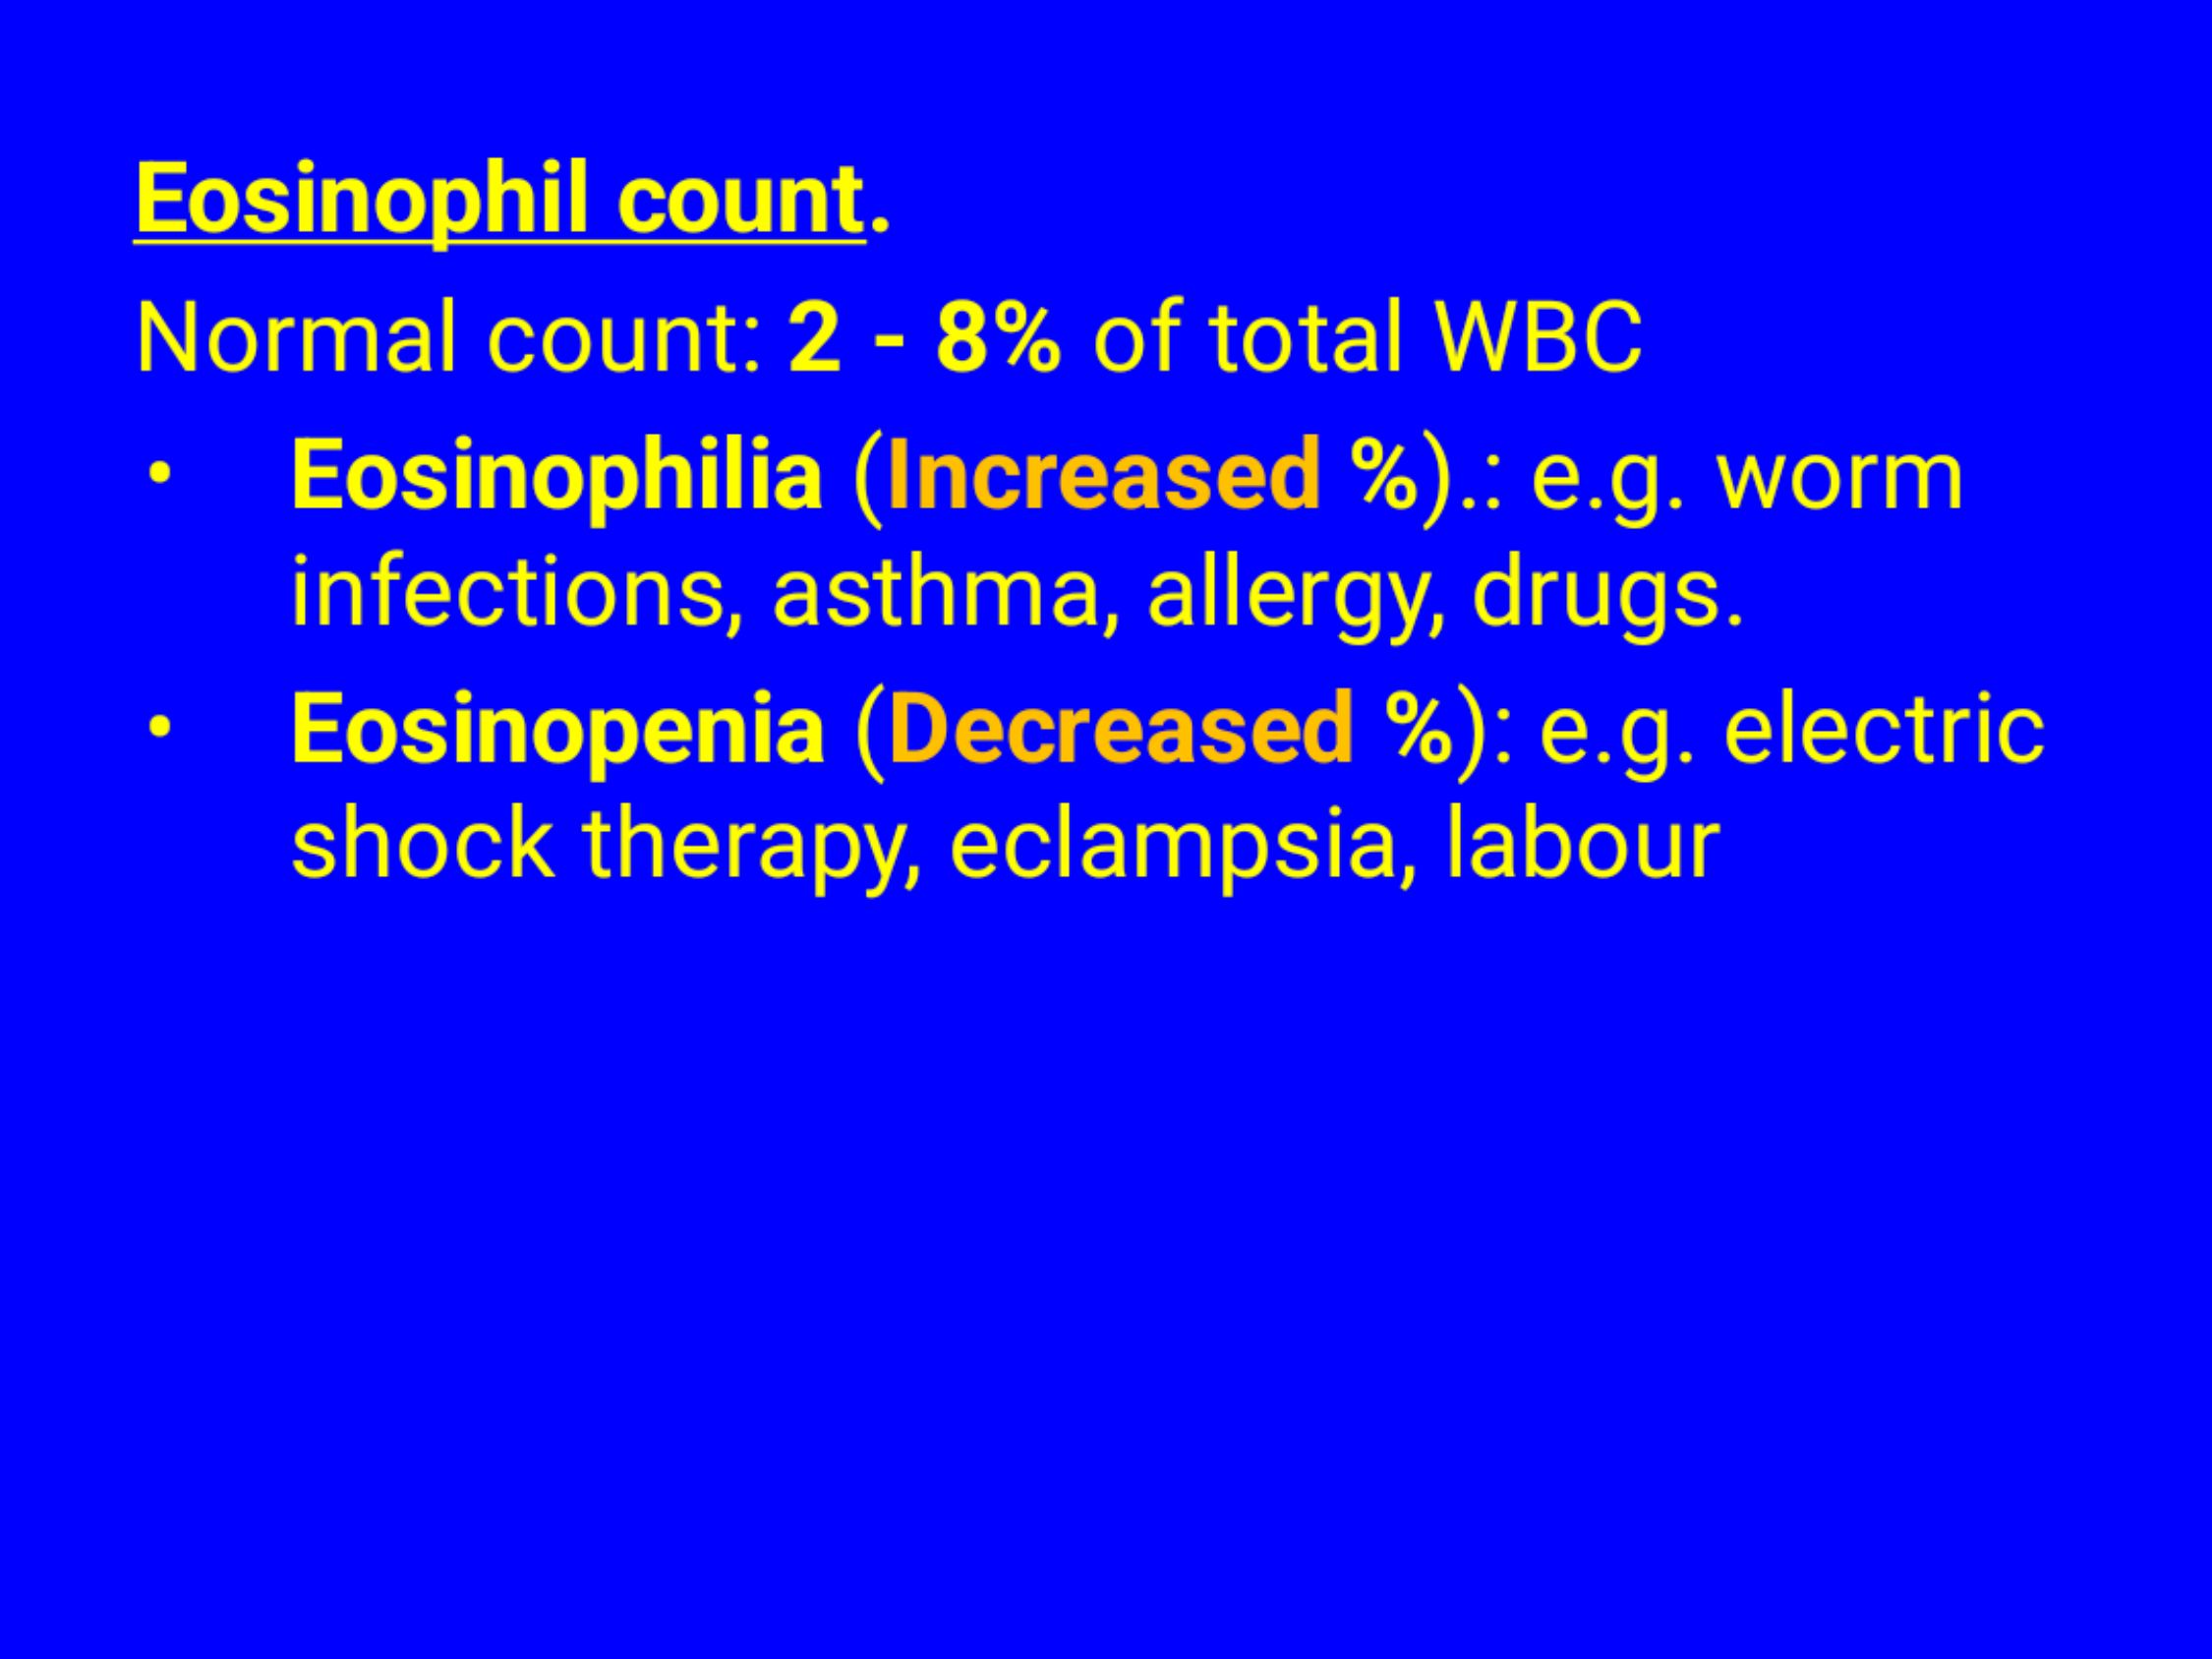 Eosinophil count.
Normal count: 2 - 8% of total WBC
• Eosinophilia (Increased %).: e.g. worm
infections, asthma, allergy, drugs.
• Eosinopenia (Decreased %): e.g. electric
shock therapy, eclampsia, labour